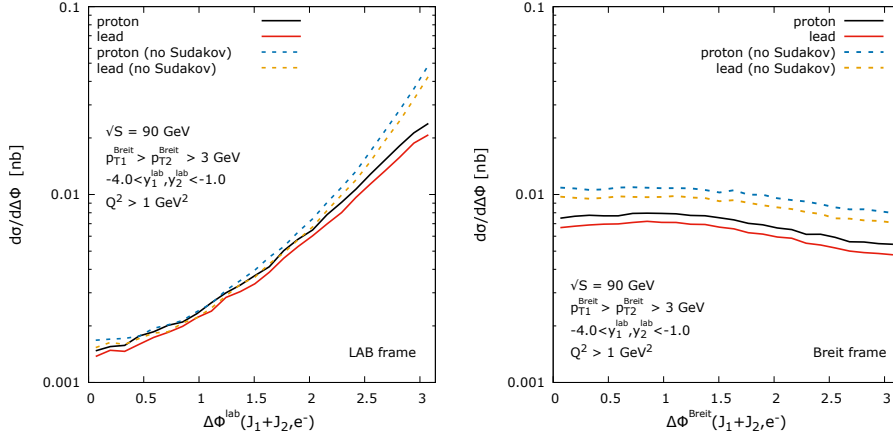 0.1
0.01
0.001
dσ/dΔΦ [nb]
proton
lead
proton (no Sudakov)
lead (no Sudakov)
√S = 90 GeV
p_T1^Breit > p_T2^Breit > 3 GeV
-4.0<y_1^lab,y_2^lab<-1.0
Q^2 > 1 GeV^2
LAB frame
0 0.5 1 1.5 2 2.5 3
ΔΦ^lab(J_1+J_2,e^-)
0.1
0.01
0.001
dσ/dΔΦ [nb]
proton
lead
proton (no Sudakov)
lead (no Sudakov)
√S = 90 GeV
p_T1^Breit > p_T2^Breit > 3 GeV
-4.0<y_1^lab,y_2^lab<-1.0
Q^2 > 1 GeV^2
Breit frame
0 0.5 1 1.5 2 2.5 3
ΔΦ^Breit(J_1+J_2,e^-)